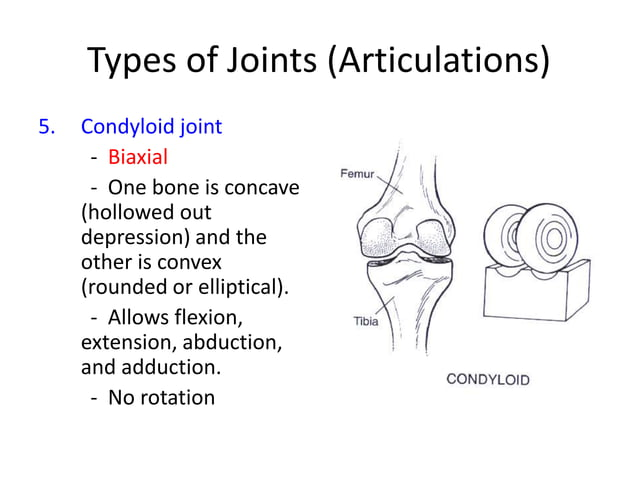 Types of Joints (Articulations)
5. Condyloid joint
- Biaxial
- One bone is concave
(hollowed out
depression) and the
other is convex
(rounded or elliptical).
- Allows flexion,
extension, abduction,
and adduction.
- No rotation
Femur
Tibia
CONDYLOID